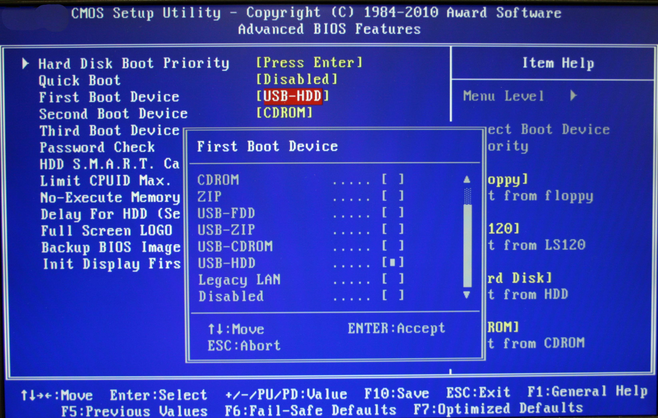 CMOS Setup Utility - Copyright (C) 1984-2010 Award Software
Advanced BIOS Features
Hard Disk Boot Priority [Press Enter]
Quick Boot [Disabled]
First Boot Device [USB-HDD]
Second Boot Device [CDROM]
Third Boot Device
Password Check
HDD S.M.A.R.T. Ca
Limit CPUID Max.
No-Execute Memory
Delay For HDD (Se
Full Screen LOGO
Backup BIOS Image
Init Display Firs
First Boot Device
CDROM ..... [ ]
ZIP ..... [ ]
USB-FDD ..... [ ]
USB-ZIP ..... [ ]
USB-CDROM ..... [ ]
USB-HDD ..... [■]
Legacy LAN ..... [ ]
Disabled ..... [ ]
↑↓:Move ENTER:Accept
ESC:Abort
Item Help
Menu Level ▶
ect Boot Device
ority
oppy]
t from floppy
120]
t from LS120
rd Disk]
t from HDD
ROM]
t from CDROM
↑↓→←:Move Enter:Select +/-/PU/PD:Value F10:Save ESC:Exit F1:General Help
F5:Previous Values F6:Fail-Safe Defaults F7:Optimized Defaults